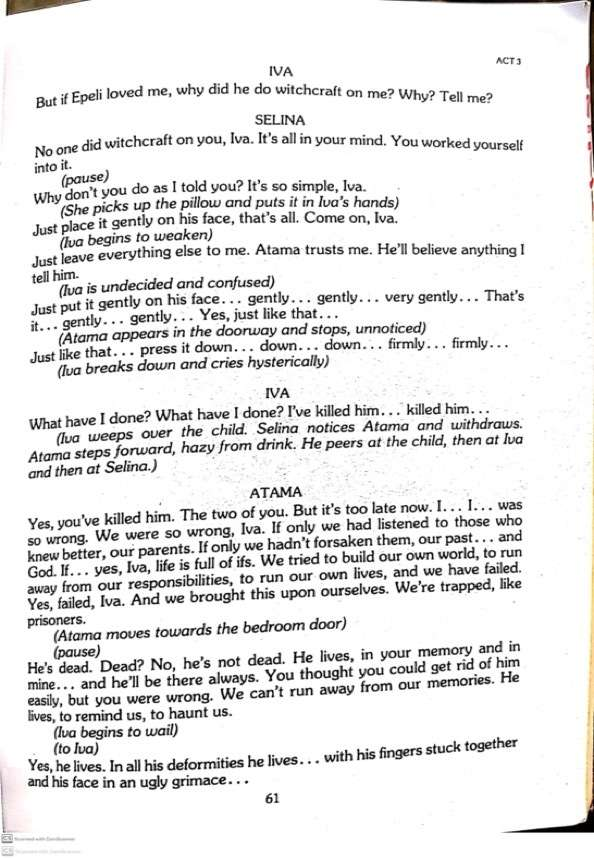 ACT 3
IVA
But if Epeli loved me, why did he do witchcraft on me? Why? Tell me?
SELINA
No one did witchcraft on you, Iva. It's all in your mind. You worked yourself
into it.
(pause)
Why don't you do as I told you? It's so simple, Iva.
(She picks up the pillow and puts it in Iva's hands)
Just place it gently on his face, that's all. Come on, Iva.
(Iva begins to weaken)
Just leave everything else to me. Atama trusts me. He'll believe anything I
tell him.
(Iva is undecided and confused)
Just put it gently on his face... gently... gently... very gently... That's
it... gently... gently... Yes, just like that...
(Atama appears in the doorway and stops, unnoticed)
Just like that... press it down... down... down... firmly... firmly...
(Iva breaks down and cries hysterically)
IVA
What have I done? What have I done? I've killed him... killed him...
(Iva weeps over the child. Selina notices Atama and withdraws.
Atama steps forward, hazy from drink. He peers at the child, then at Iva
and then at Selina.)
ATAMA
Yes, you've killed him. The two of you. But it's too late now. I... I... was
so wrong. We were so wrong, Iva. If only we had listened to those who
knew better, our parents. If only we hadn't forsaken them, our past... and
God. If... yes, Iva, life is full of ifs. We tried to build our own world, to run
away from our responsibilities, to run our own lives, and we have failed.
Yes, failed, Iva. And we brought this upon ourselves. We're trapped, like
prisoners.
(Atama moves towards the bedroom door)
(pause)
He's dead. Dead? No, he's not dead. He lives, in your memory and in
mine... and he'll be there always. You thought you could get rid of him
easily, but you were wrong. We can't run away from our memories. He
lives, to remind us, to haunt us.
(Iva begins to wail)
(to Iva)
Yes, he lives. In all his deformities he lives... with his fingers stuck together
and his face in an ugly grimace...
61
CS Scanned with CamScanner
CS Scanned with CamScanner